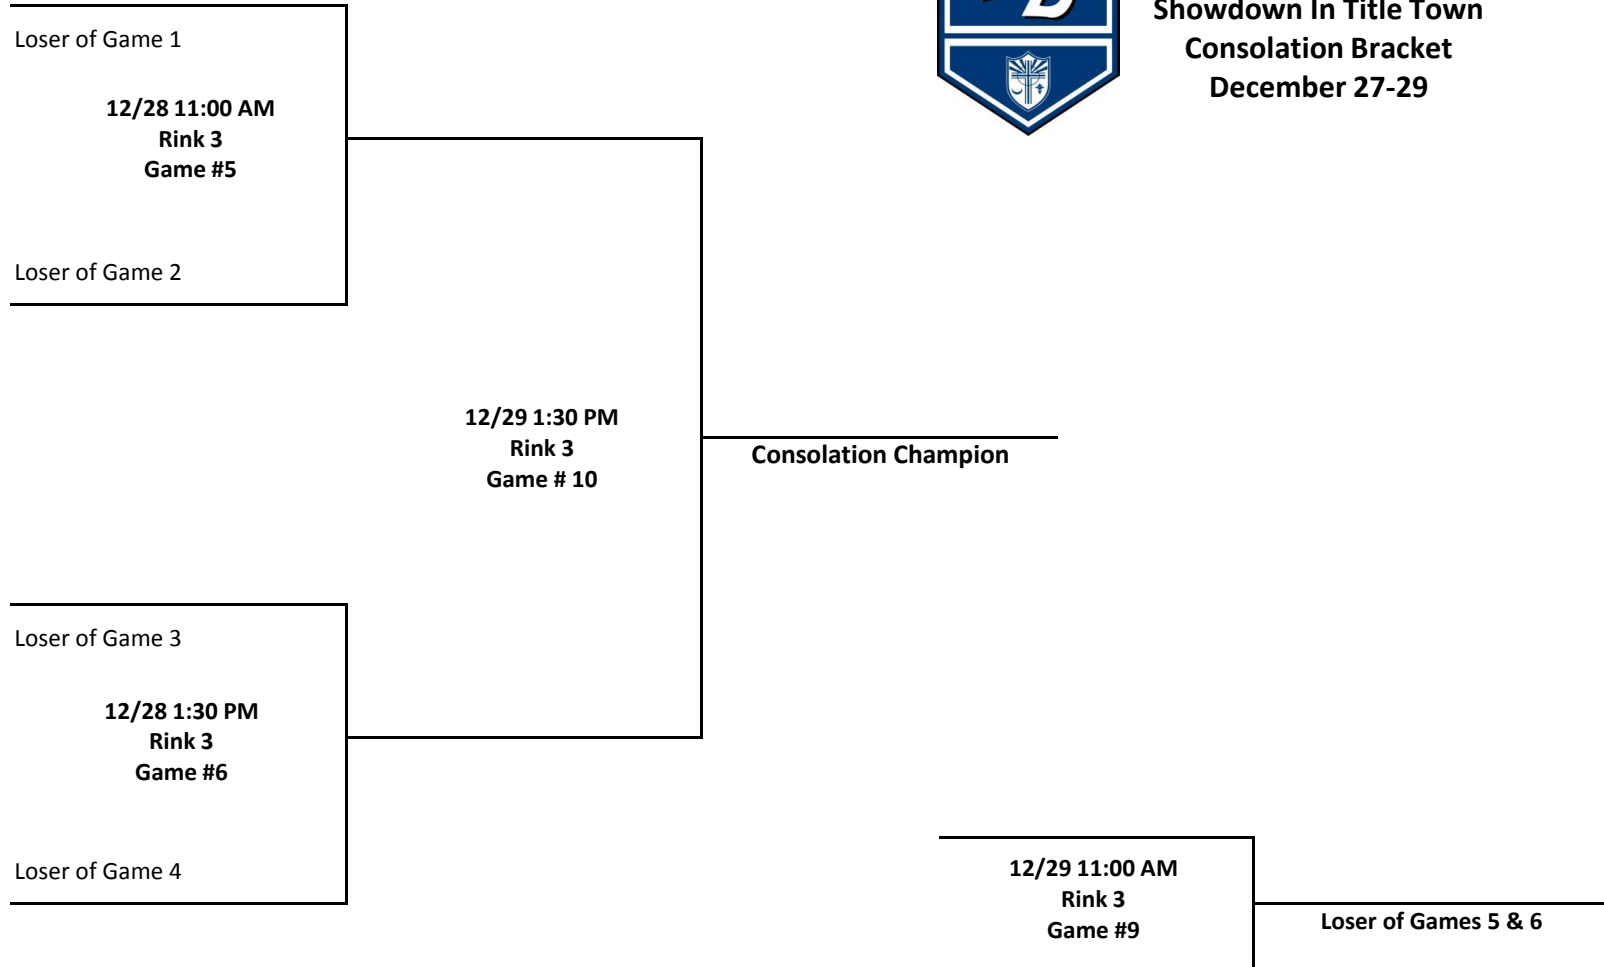 Showdown In Title Town
Consolation Bracket
December 27-29
Loser of Game 1
12/28 11:00 AM
Rink 3
Game #5
Loser of Game 2
12/29 1:30 PM
Rink 3
Game # 10
Consolation Champion
Loser of Game 3
12/28 1:30 PM
Rink 3
Game #6
Loser of Game 4
12/29 11:00 AM
Rink 3
Game #9
Loser of Games 5 & 6